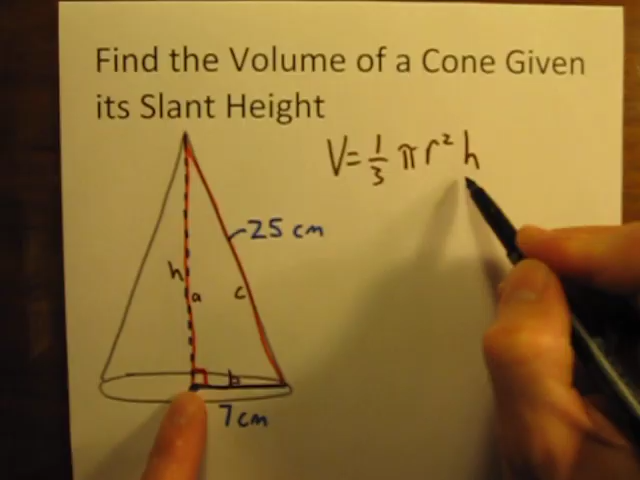 Find the Volume of a Cone Given
its Slant Height
V = 1/3 π r² h
25 cm
h
a
c
b
7cm